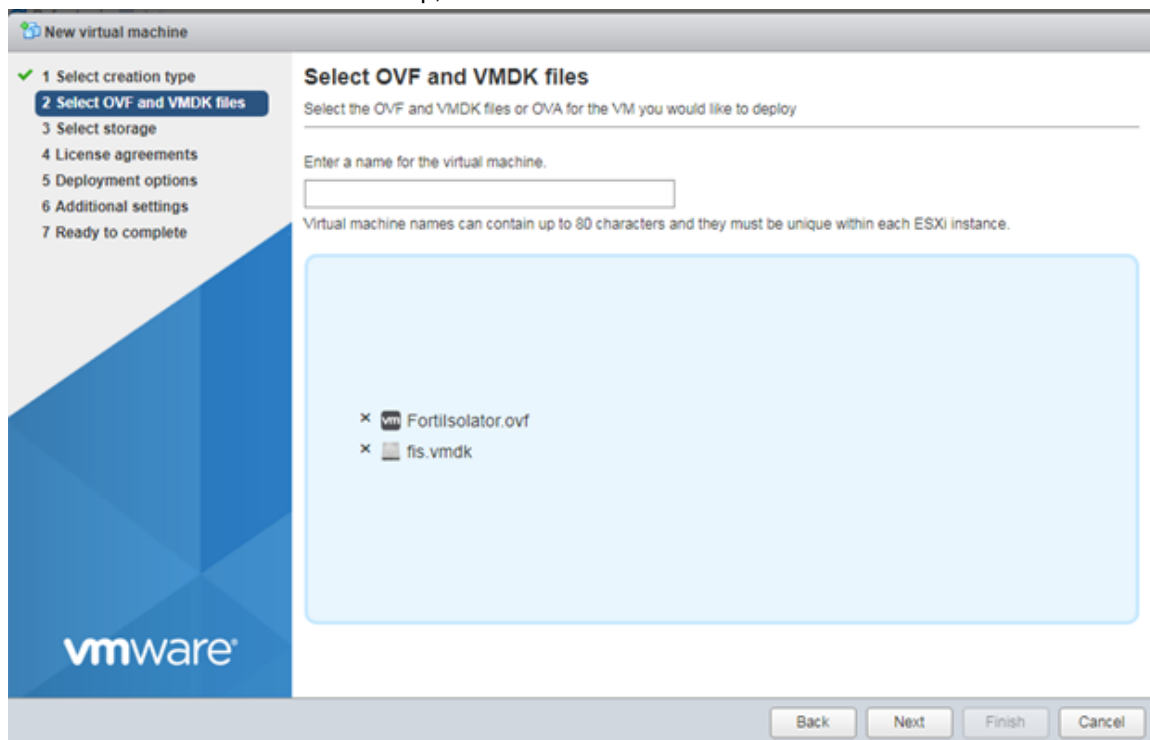 New virtual machine
1 Select creation type
2 Select OVF and VMDK files
3 Select storage
4 License agreements
5 Deployment options
6 Additional settings
7 Ready to complete
vmware®
Select OVF and VMDK files
Select the OVF and VMDK files or OVA for the VM you would like to deploy
Enter a name for the virtual machine.
Virtual machine names can contain up to 80 characters and they must be unique within each ESXi instance.
× vm FortiIsolator.ovf
× fis.vmdk
Back Next Finish Cancel